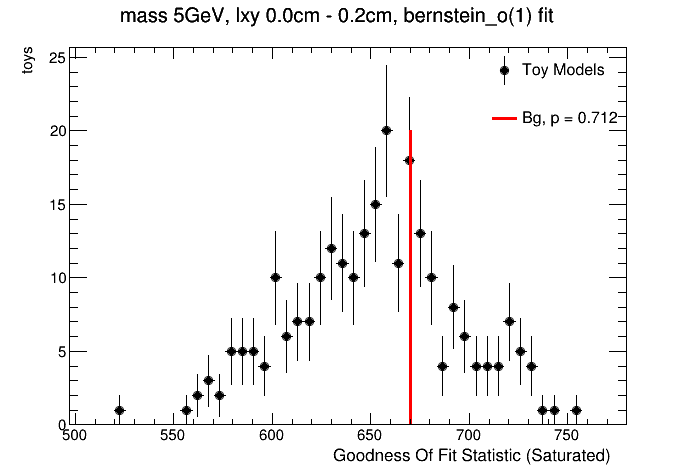 mass 5GeV, lxy 0.0cm - 0.2cm, bernstein_o(1) fit
toys
25
20
15
10
5
0
Toy Models
Bg, p = 0.712
500 550 600 650 700 750
Goodness Of Fit Statistic (Saturated)